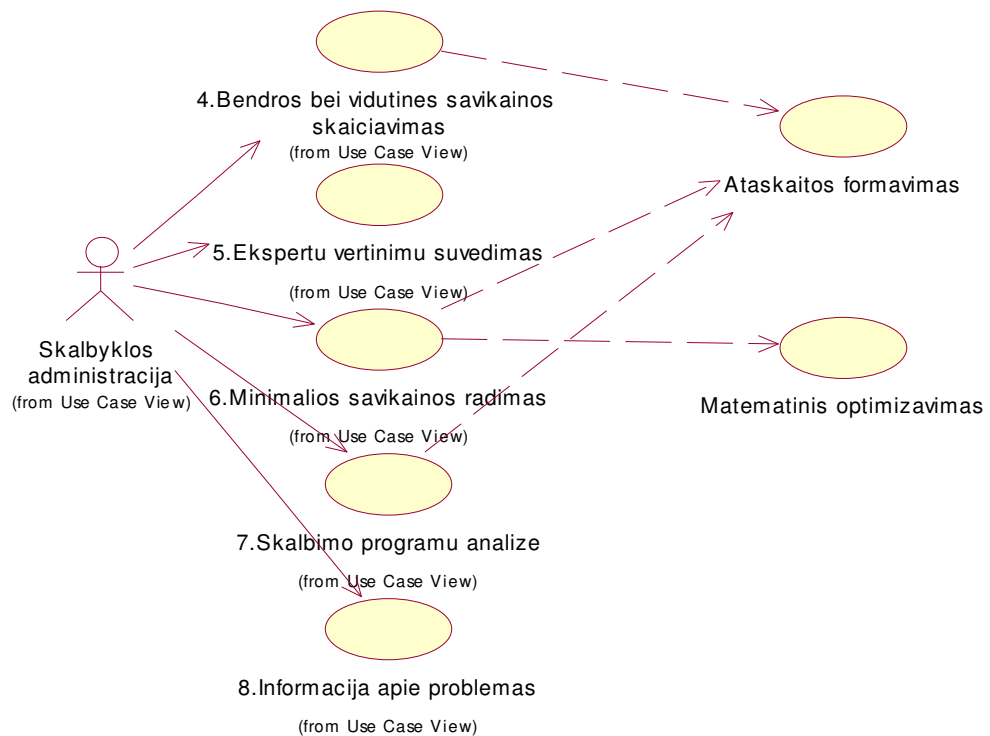 4.Bendros bei vidutines savikainos
skaiciavimas
(from Use Case View)
Ataskaitos formavimas
5.Ekspertu vertinimu suvedimas
(from Use Case View)
Skalbyklos
administracija
(from Use Case View)
6.Minimalios savikainos radimas
(from Use Case View)
Matematinis optimizavimas
7.Skalbimo programu analize
(from Use Case View)
8.Informacija apie problemas
(from Use Case View)